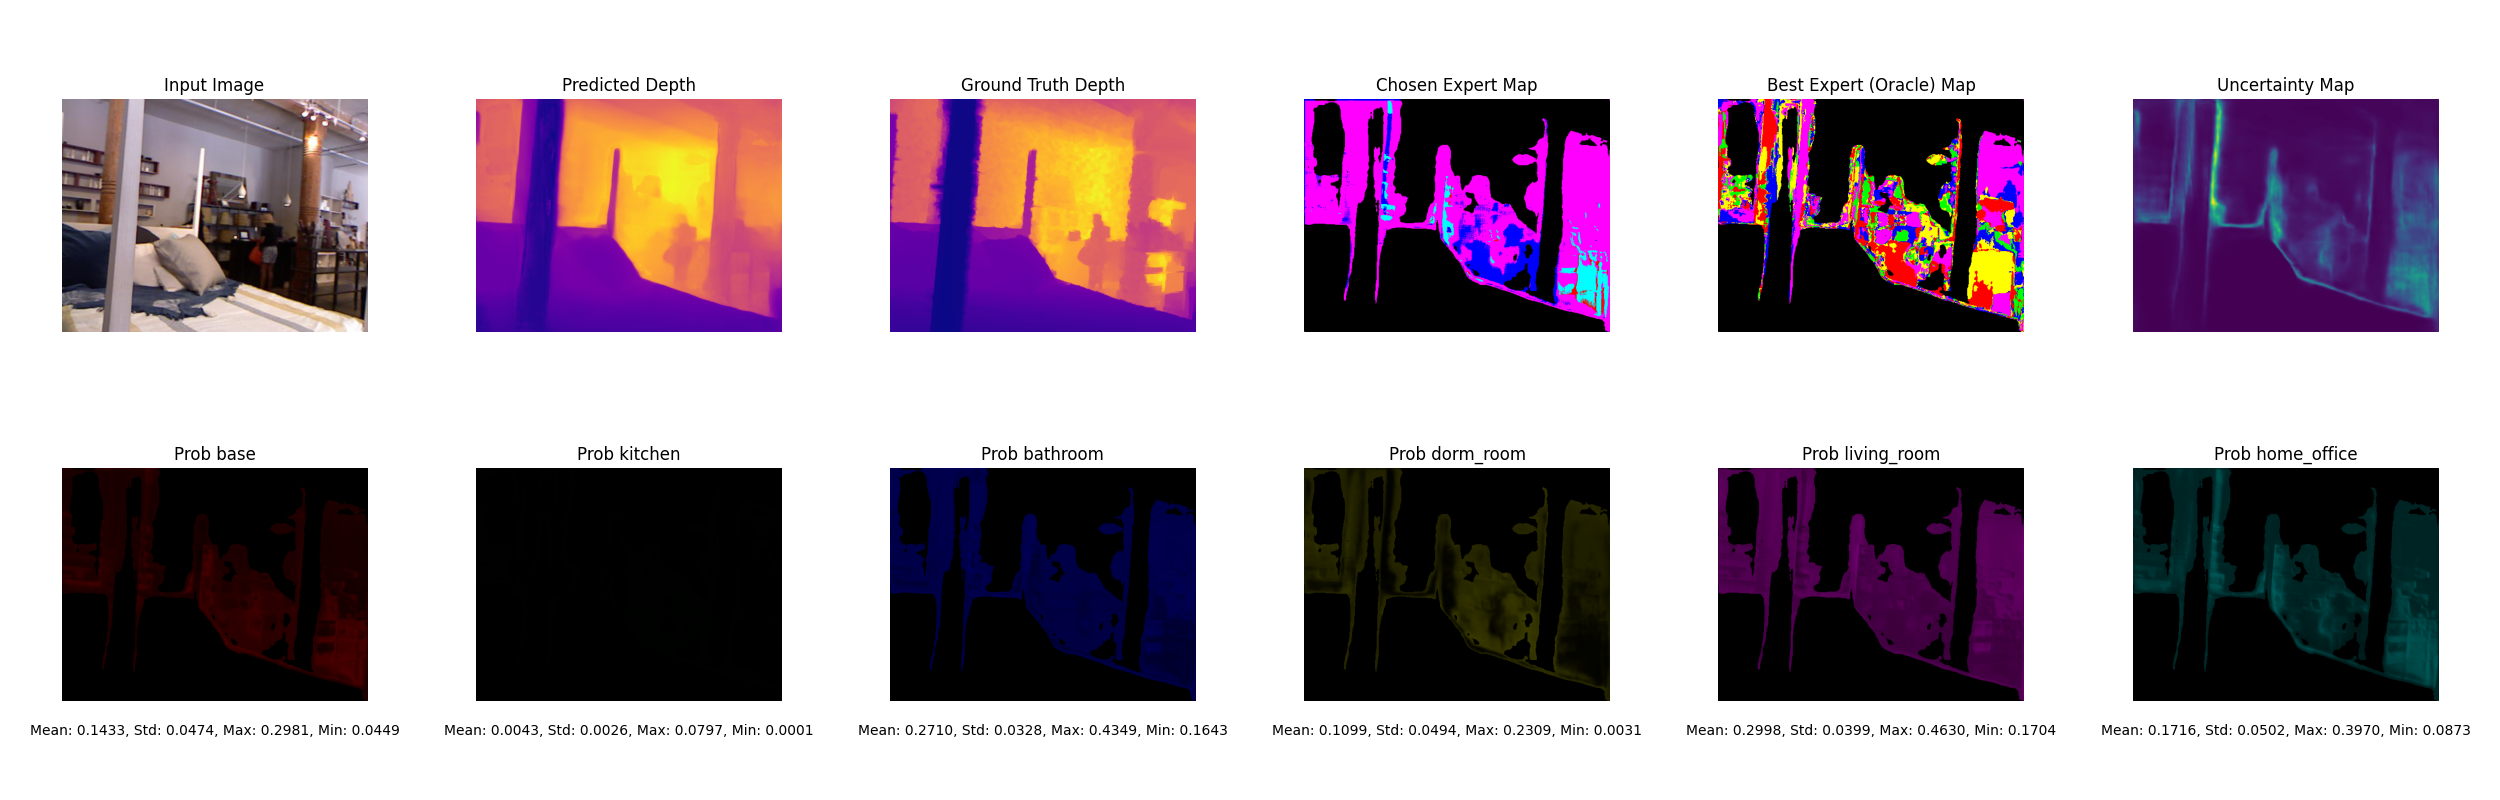 Input Image
Predicted Depth
Ground Truth Depth
Chosen Expert Map
Best Expert (Oracle) Map
Uncertainty Map
Prob base
Prob kitchen
Prob bathroom
Prob dorm_room
Prob living_room
Prob home_office
Mean: 0.1433, Std: 0.0474, Max: 0.2981, Min: 0.0449
Mean: 0.0043, Std: 0.0026, Max: 0.0797, Min: 0.0001
Mean: 0.2710, Std: 0.0328, Max: 0.4349, Min: 0.1643
Mean: 0.1099, Std: 0.0494, Max: 0.2309, Min: 0.0031
Mean: 0.2998, Std: 0.0399, Max: 0.4630, Min: 0.1704
Mean: 0.1716, Std: 0.0502, Max: 0.3970, Min: 0.0873